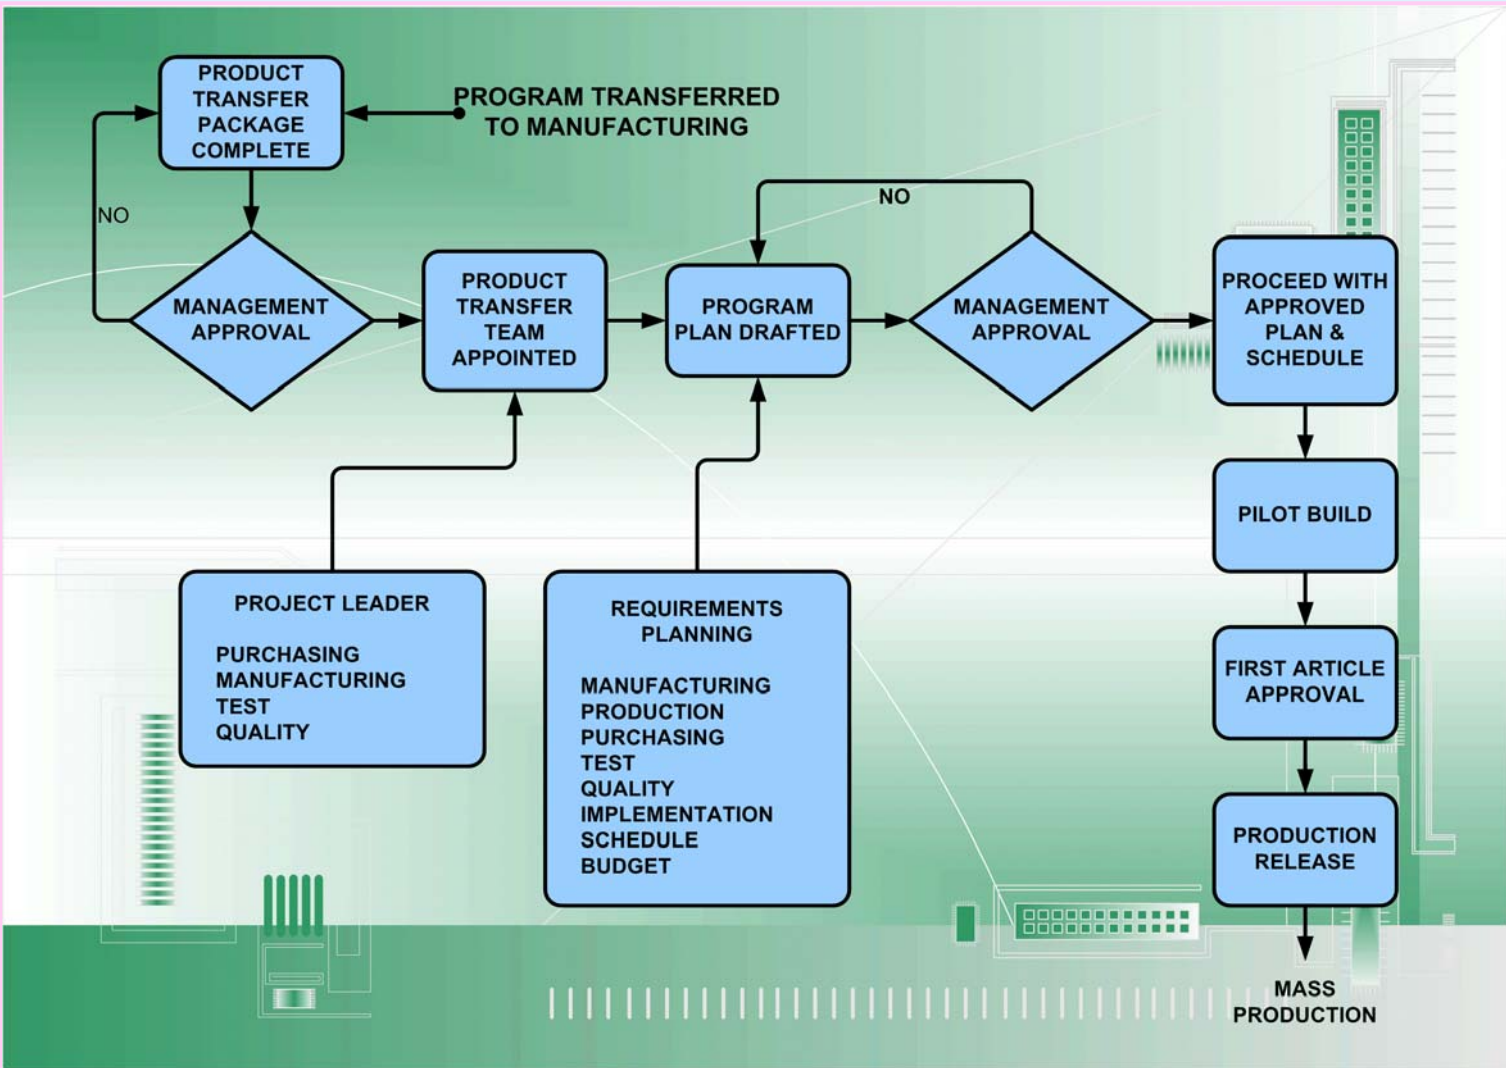 PRODUCT
TRANSFER
PACKAGE
COMPLETE
PROGRAM TRANSFERRED
TO MANUFACTURING
NO
NO
MANAGEMENT
APPROVAL
PRODUCT
TRANSFER
TEAM
APPOINTED
PROGRAM
PLAN DRAFTED
MANAGEMENT
APPROVAL
PROCEED WITH
APPROVED
PLAN &
SCHEDULE
PILOT BUILD
PROJECT LEADER
PURCHASING
MANUFACTURING
TEST
QUALITY
REQUIREMENTS
PLANNING
MANUFACTURING
PRODUCTION
PURCHASING
TEST
QUALITY
IMPLEMENTATION
SCHEDULE
BUDGET
FIRST ARTICLE
APPROVAL
PRODUCTION
RELEASE
MASS
PRODUCTION